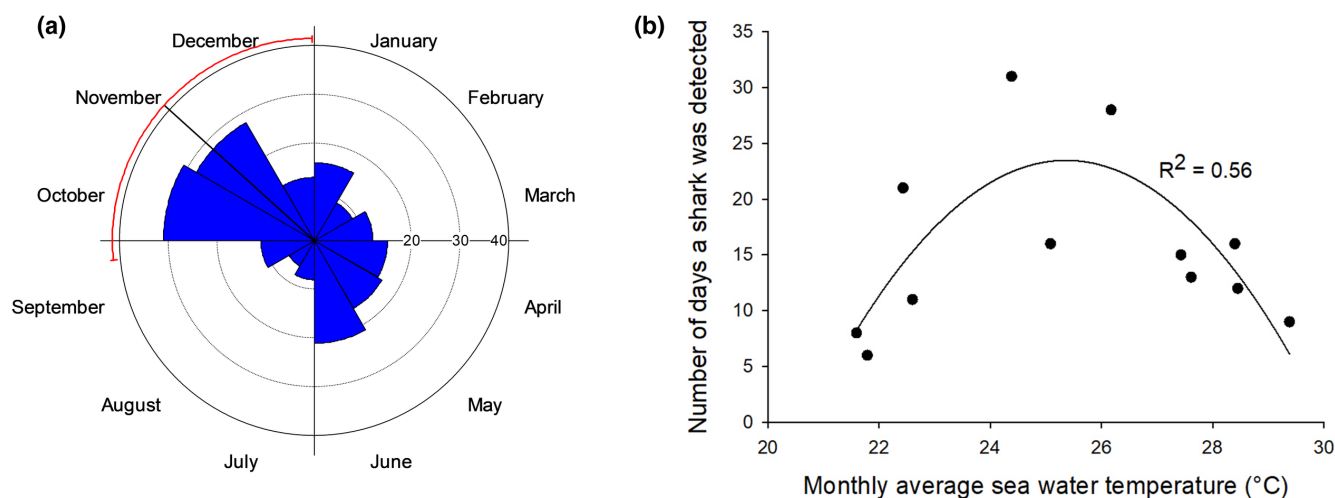 (a)
December
January
November
February
October
March
20
30
40
September
April
August
May
July
June
(b)
Number of days a shark was detected
35
30
25
20
15
10
5
0
R² = 0.56
20
22
24
26
28
30
Monthly average sea water temperature (°C)